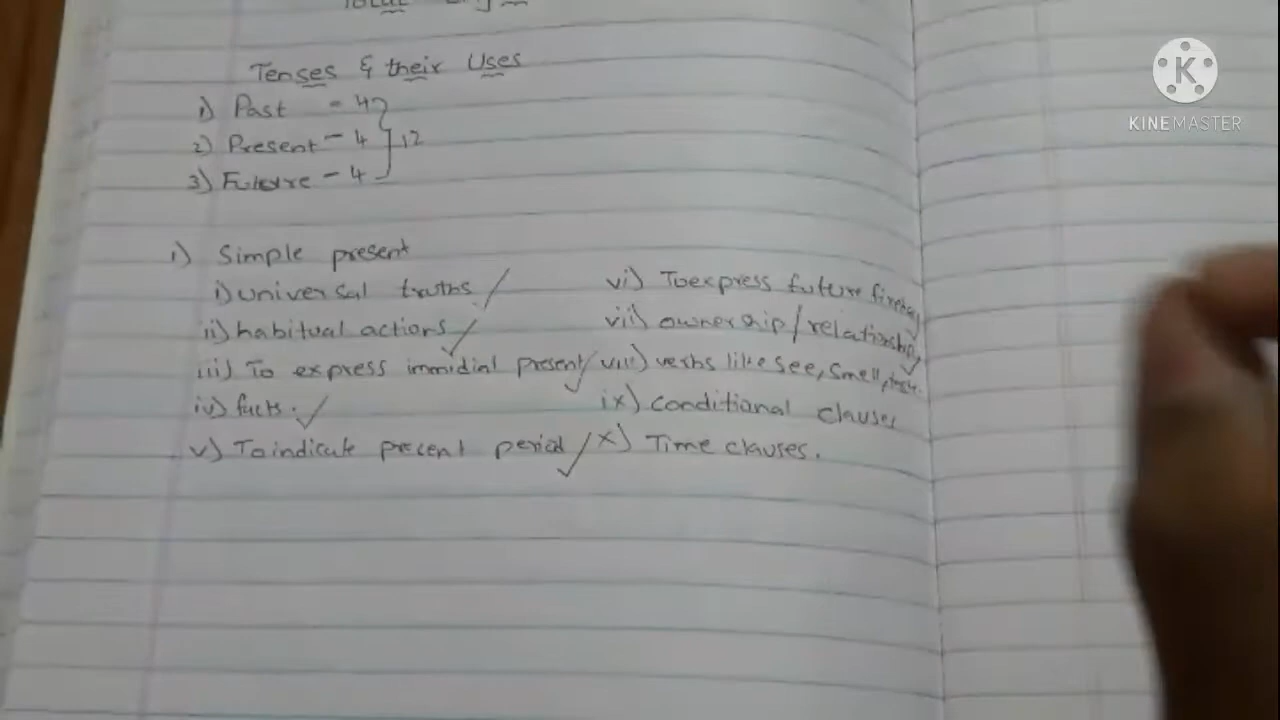 Total
Tenses & their Uses
1) Past - 4
2) Present - 4 ] 12
3) Future - 4
1) Simple present
i) universal truths
ii) habitual actions
iii) To express immidial present
iv) facts.
v) To indicate present period
vi) To express future
vii) ownership/relationship
viii) verbs like see, smell,
ix) conditional clauses
x) Time clauses.
KINEMASTER